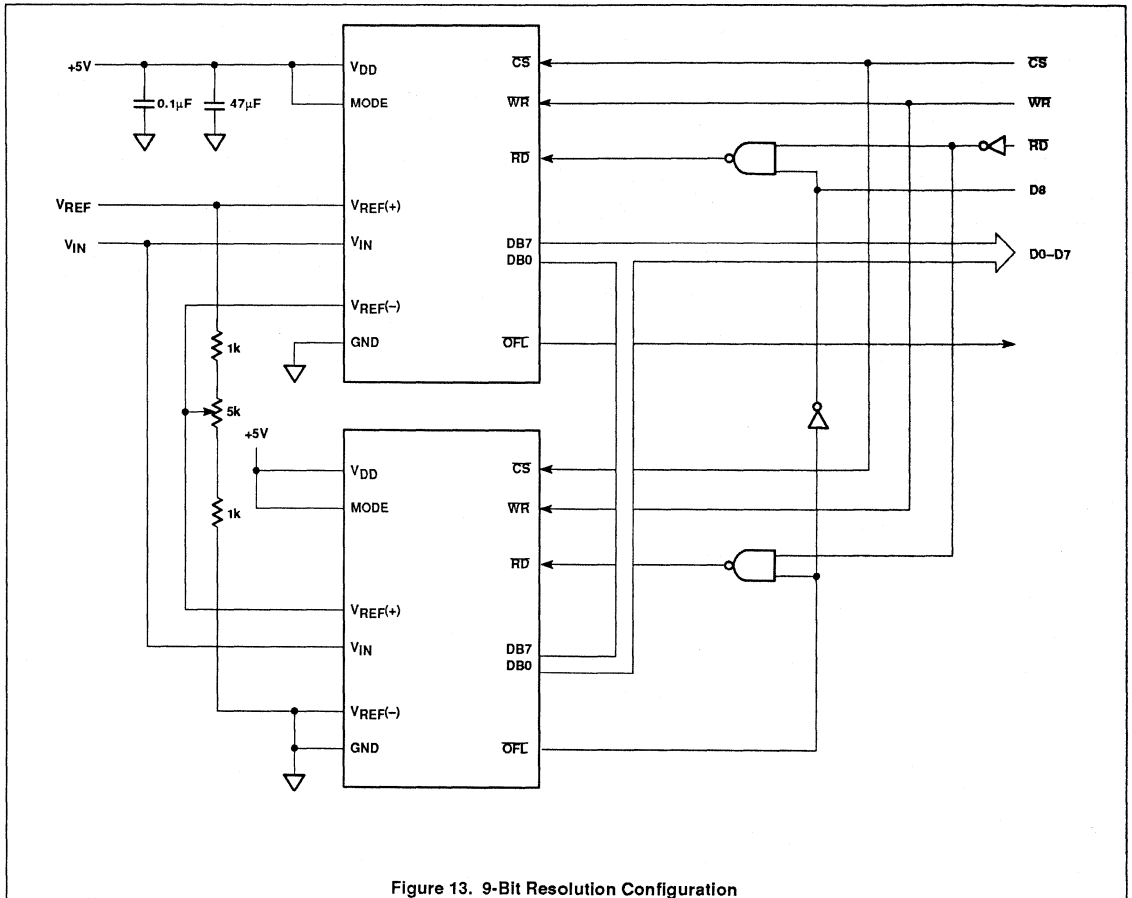 +5V
0.1µF
47µF
VDD
MODE
VREF
VREF(+)
VIN
VIN
VREF(–)
GND
1k
5k
1k
CS
WR
RD
DB7
DB0
OFL
CS
WR
RD
D8
D0–D7
+5V
VDD
MODE
VREF(+)
VIN
VREF(–)
GND
CS
WR
RD
DB7
DB0
OFL
Figure 13. 9-Bit Resolution Configuration